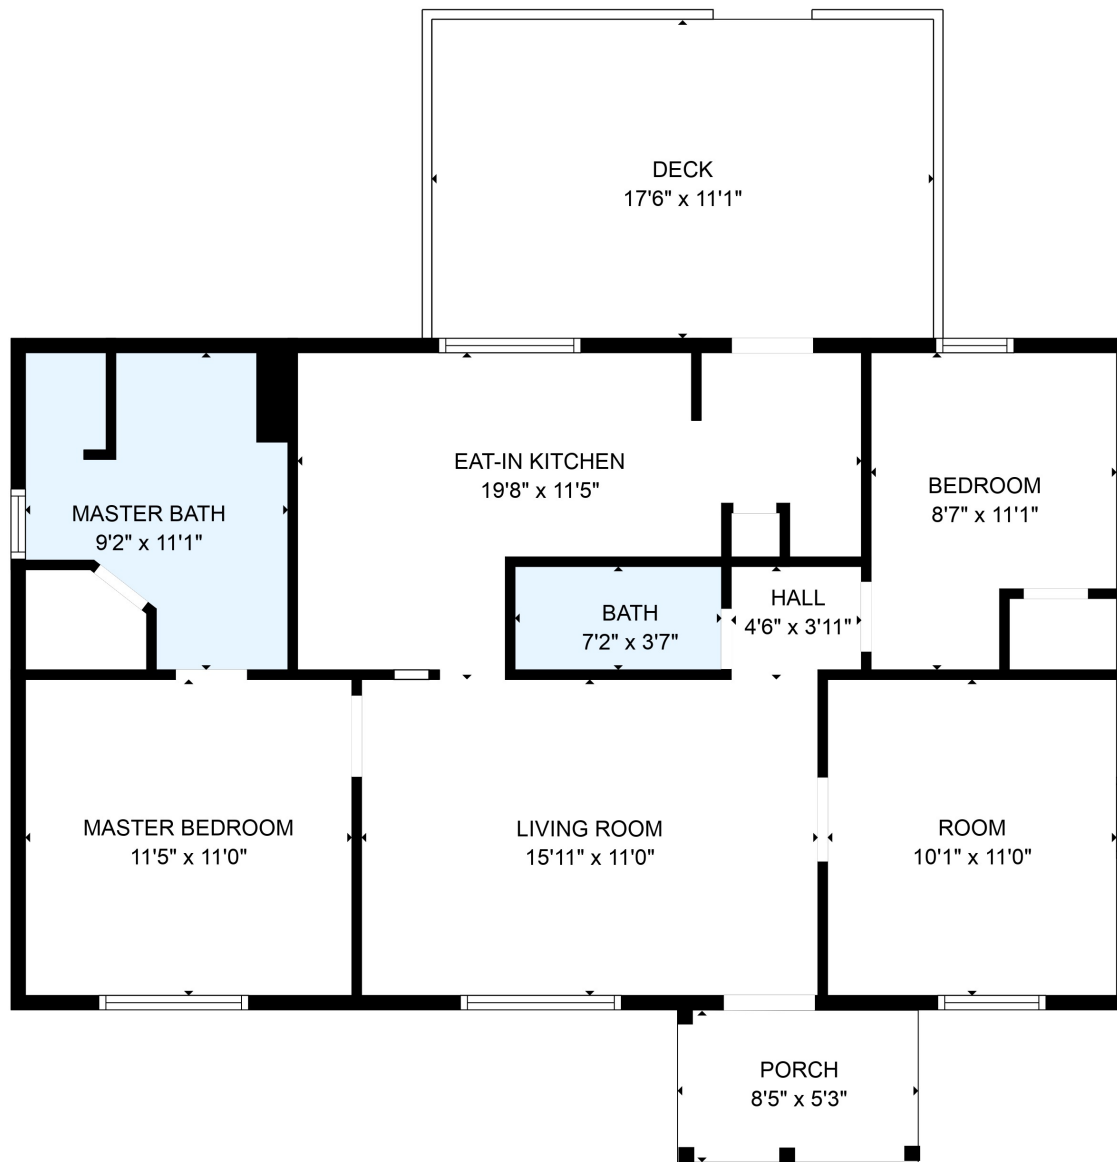 DECK
17'6" x 11'1"
EAT-IN KITCHEN
19'8" x 11'5"
MASTER BATH
9'2" x 11'1"
BEDROOM
8'7" x 11'1"
BATH
7'2" x 3'7"
HALL
4'6" x 3'11"
MASTER BEDROOM
11'5" x 11'0"
LIVING ROOM
15'11" x 11'0"
ROOM
10'1" x 11'0"
PORCH
8'5" x 5'3"